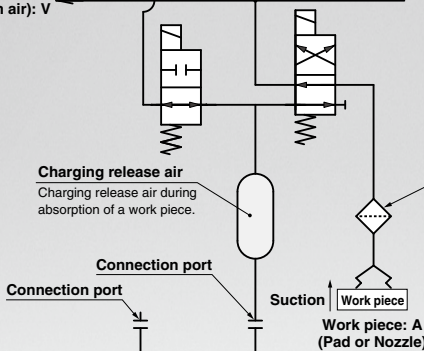 n air): V
Charging release air
Charging release air during
absorption of a work piece.
Connection port
Connection port
Suction
Work piece
Work piece: A
(Pad or Nozzle)